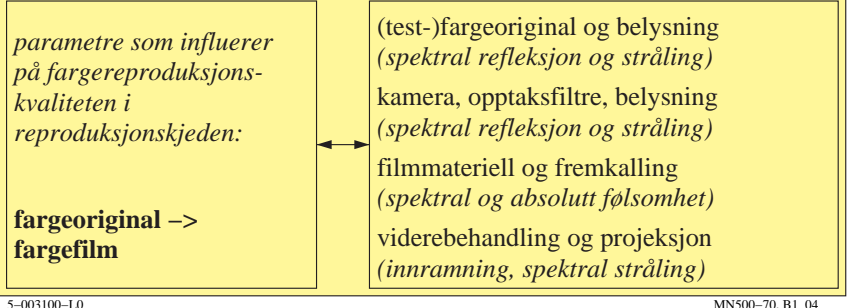 parametre som influerer
på fargereproduksjons-
kvaliteten i
reproduksjonskjeden:
fargeoriginal −>
fargefilm
(test-)fargeoriginal og belysning
(spektral refleksjon og stråling)
kamera, opptaksfiltre, belysning
(spektral refleksjon og stråling)
filmmateriell og fremkalling
(spektral og absolutt følsomhet)
viderebehandling og projeksjon
(innramning, spektral stråling)
5−003100−L0
MN500−70, B1_04